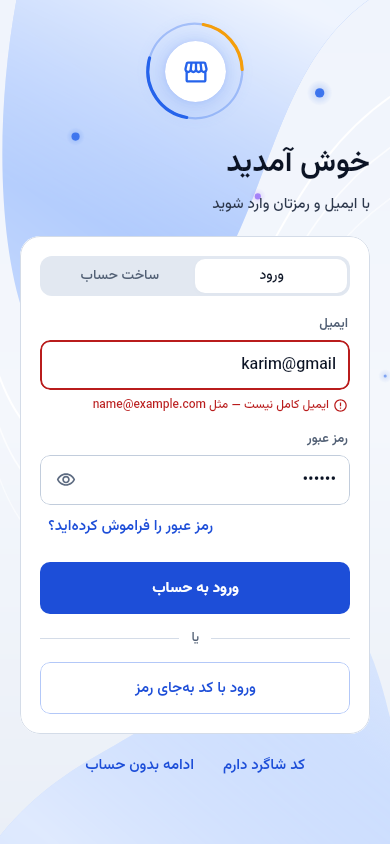 خوش آمدید
با ایمیل و رمزتان وارد شوید
ورود
ساخت حساب
ایمیل
karim@gmail
ایمیل کامل نیست — مثل name@example.com
رمز عبور
••••••
رمز عبور را فراموش کرده‌اید؟
ورود به حساب
یا
ورود با کد به‌جای رمز
کد شاگرد دارم
ادامه بدون حساب